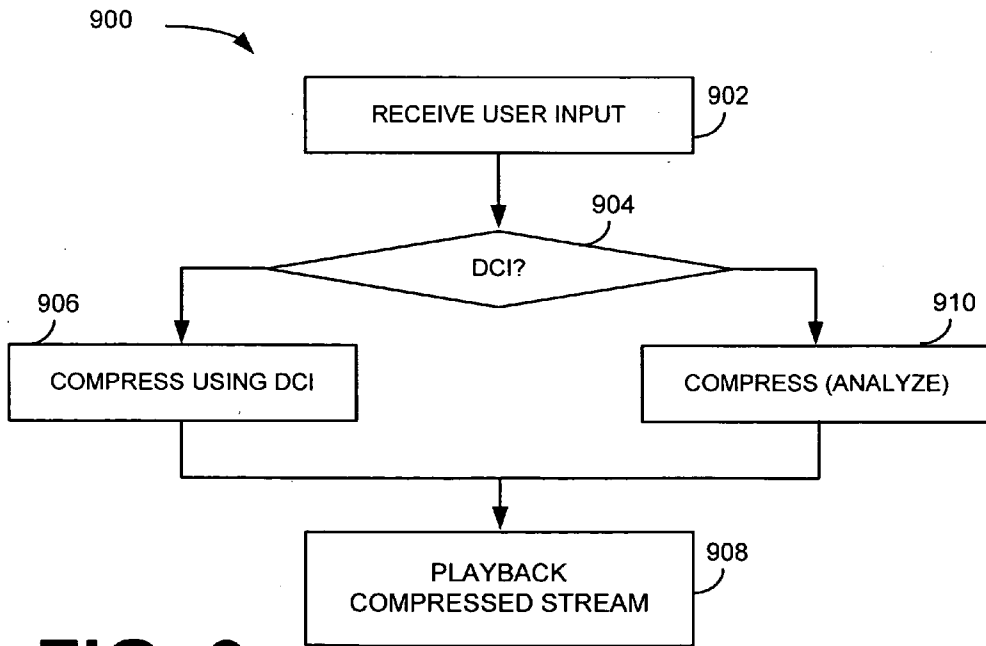 900
RECEIVE USER INPUT
902
904
DCI?
906
910
COMPRESS USING DCI
COMPRESS (ANALYZE)
PLAYBACK
COMPRESSED STREAM
908